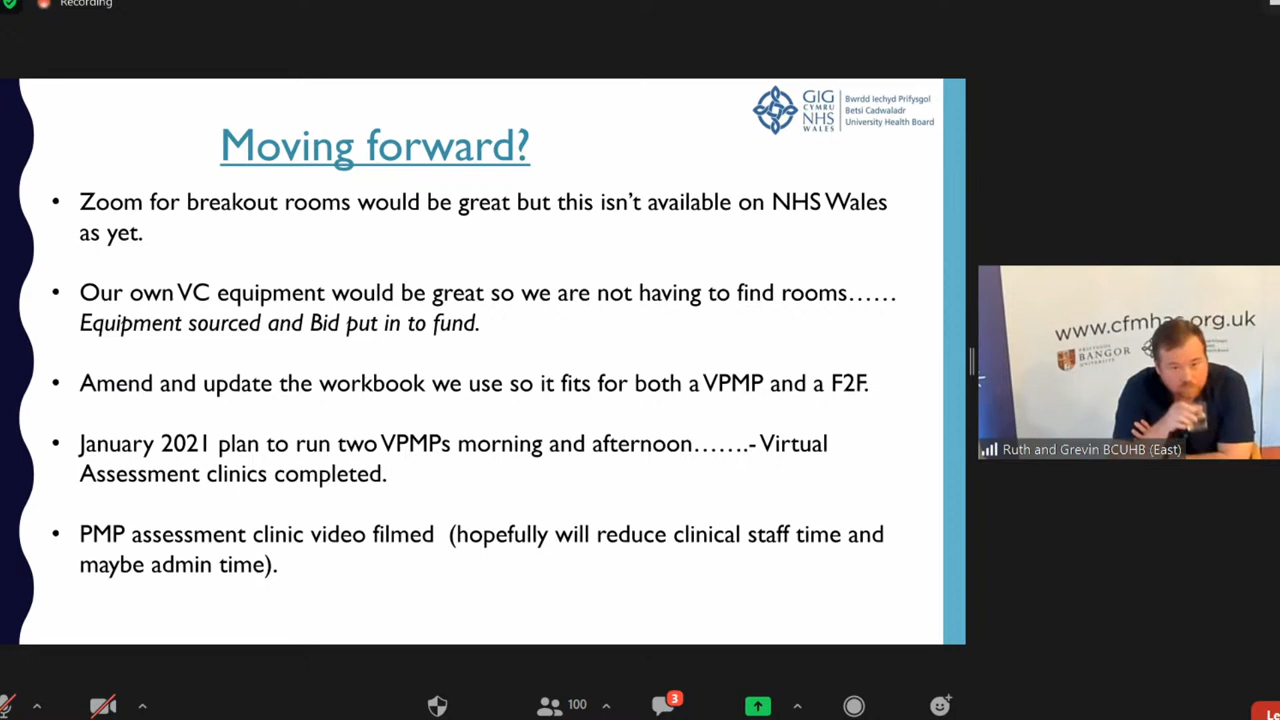 Recording
GIG
CYMRU
NHS
WALES
Bwrdd Iechyd Prifysgol
Betsi Cadwaladr
University Health Board
Moving forward?
• Zoom for breakout rooms would be great but this isn't available on NHS Wales
as yet.
• Our own VC equipment would be great so we are not having to find rooms……
Equipment sourced and Bid put in to fund.
• Amend and update the workbook we use so it fits for both a VPMP and a F2F.
• January 2021 plan to run two VPMPs morning and afternoon…….- Virtual
Assessment clinics completed.
• PMP assessment clinic video filmed (hopefully will reduce clinical staff time and
maybe admin time).
www.cfmha
.org.uk
PRIFYSGOL
BANGOR
UNIVERSITY
Ruth and Grevin BCUHB (East)
100
3
Le